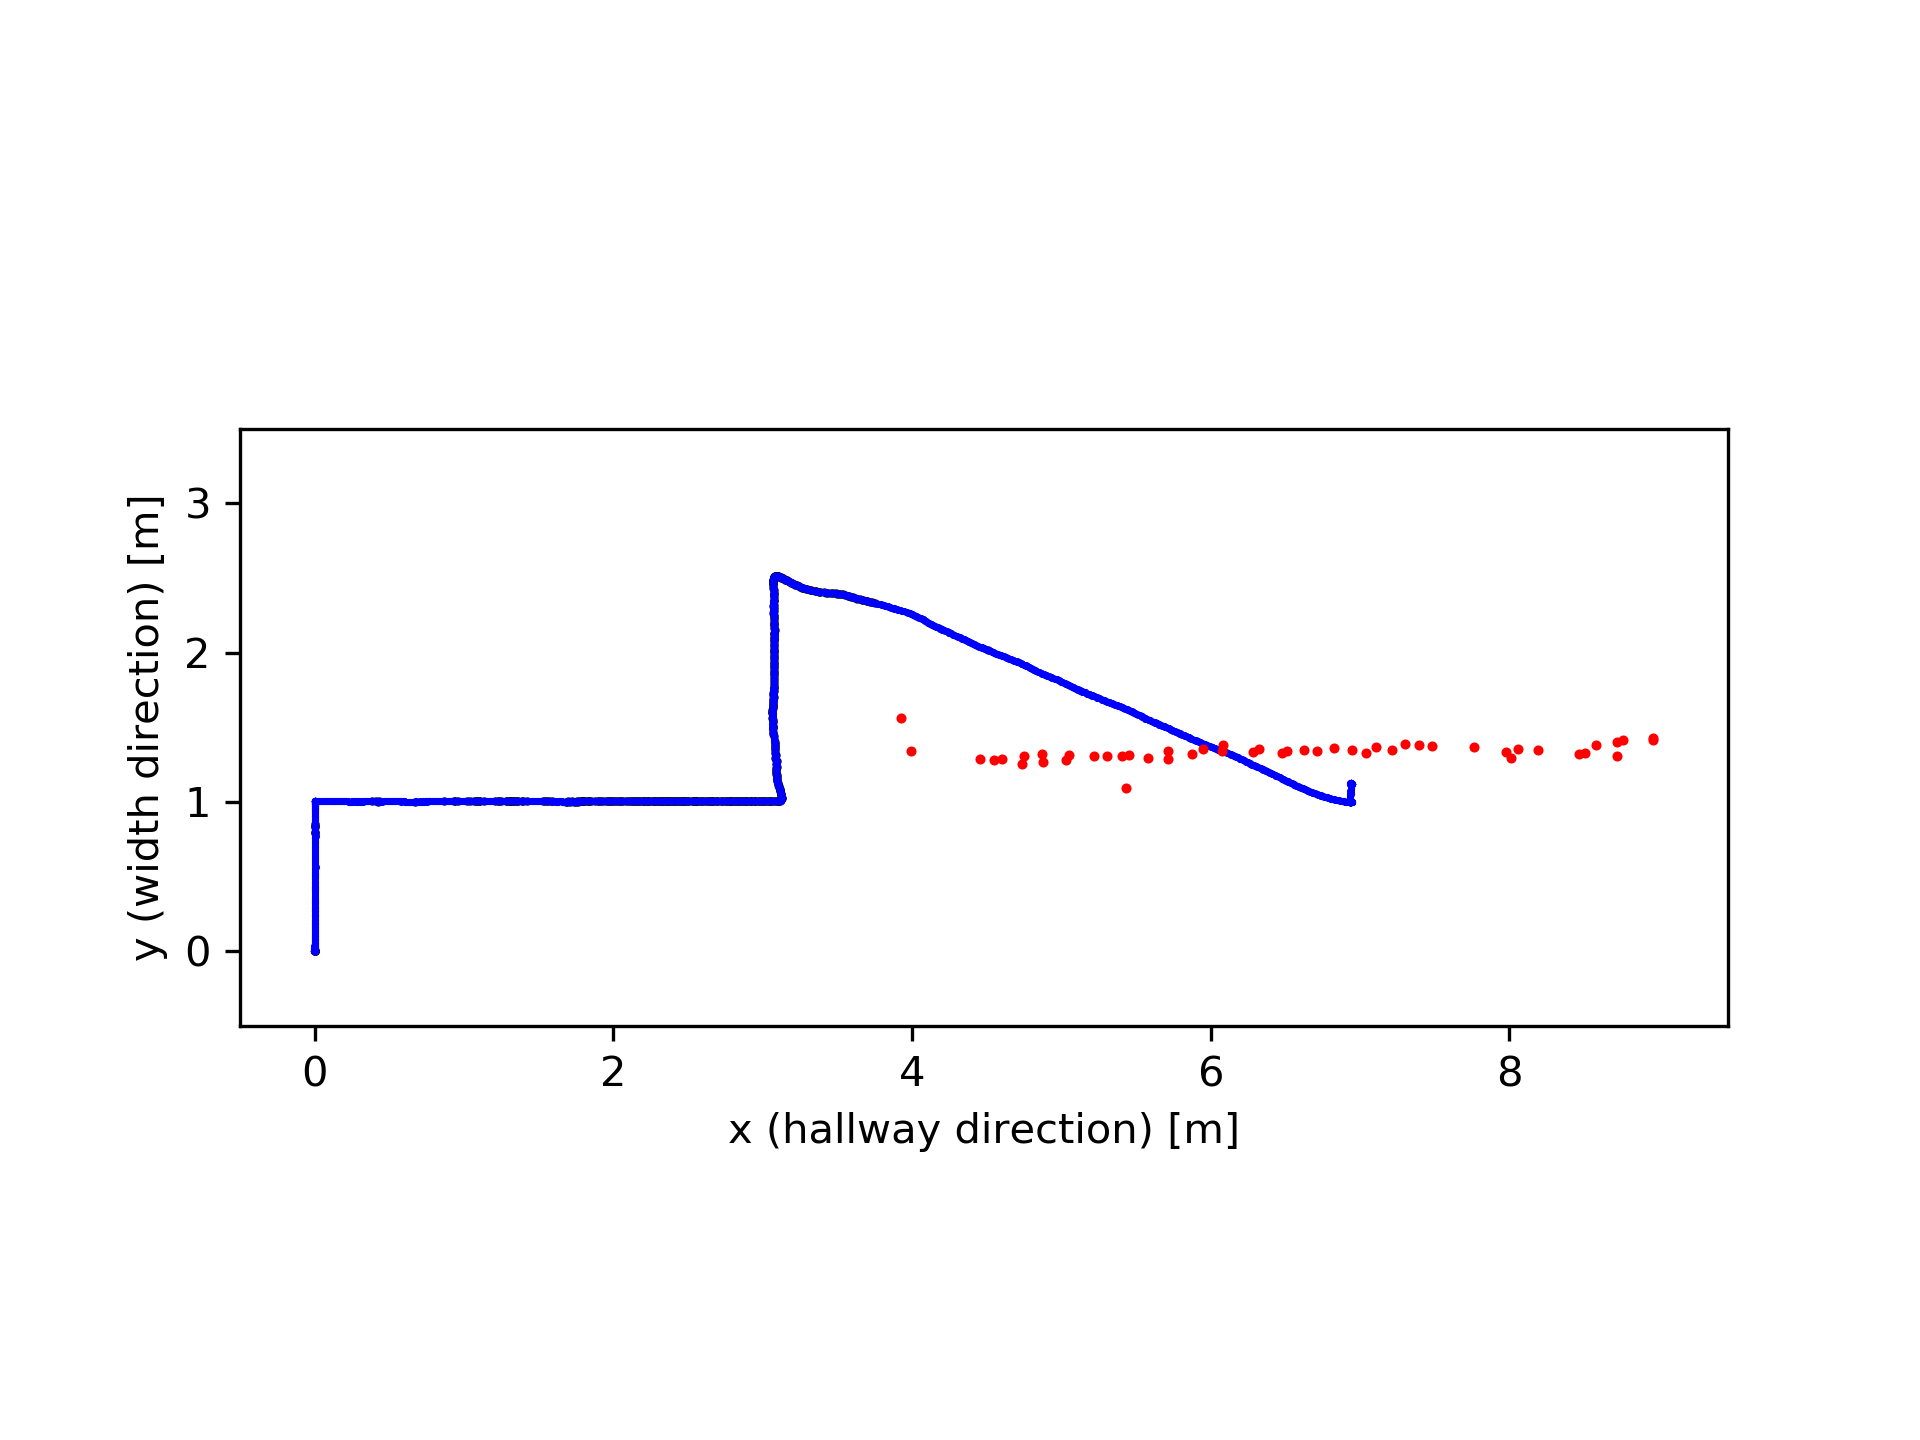 3
2
1
0
y (width direction) [m]
0 2 4 6 8
x (hallway direction) [m]